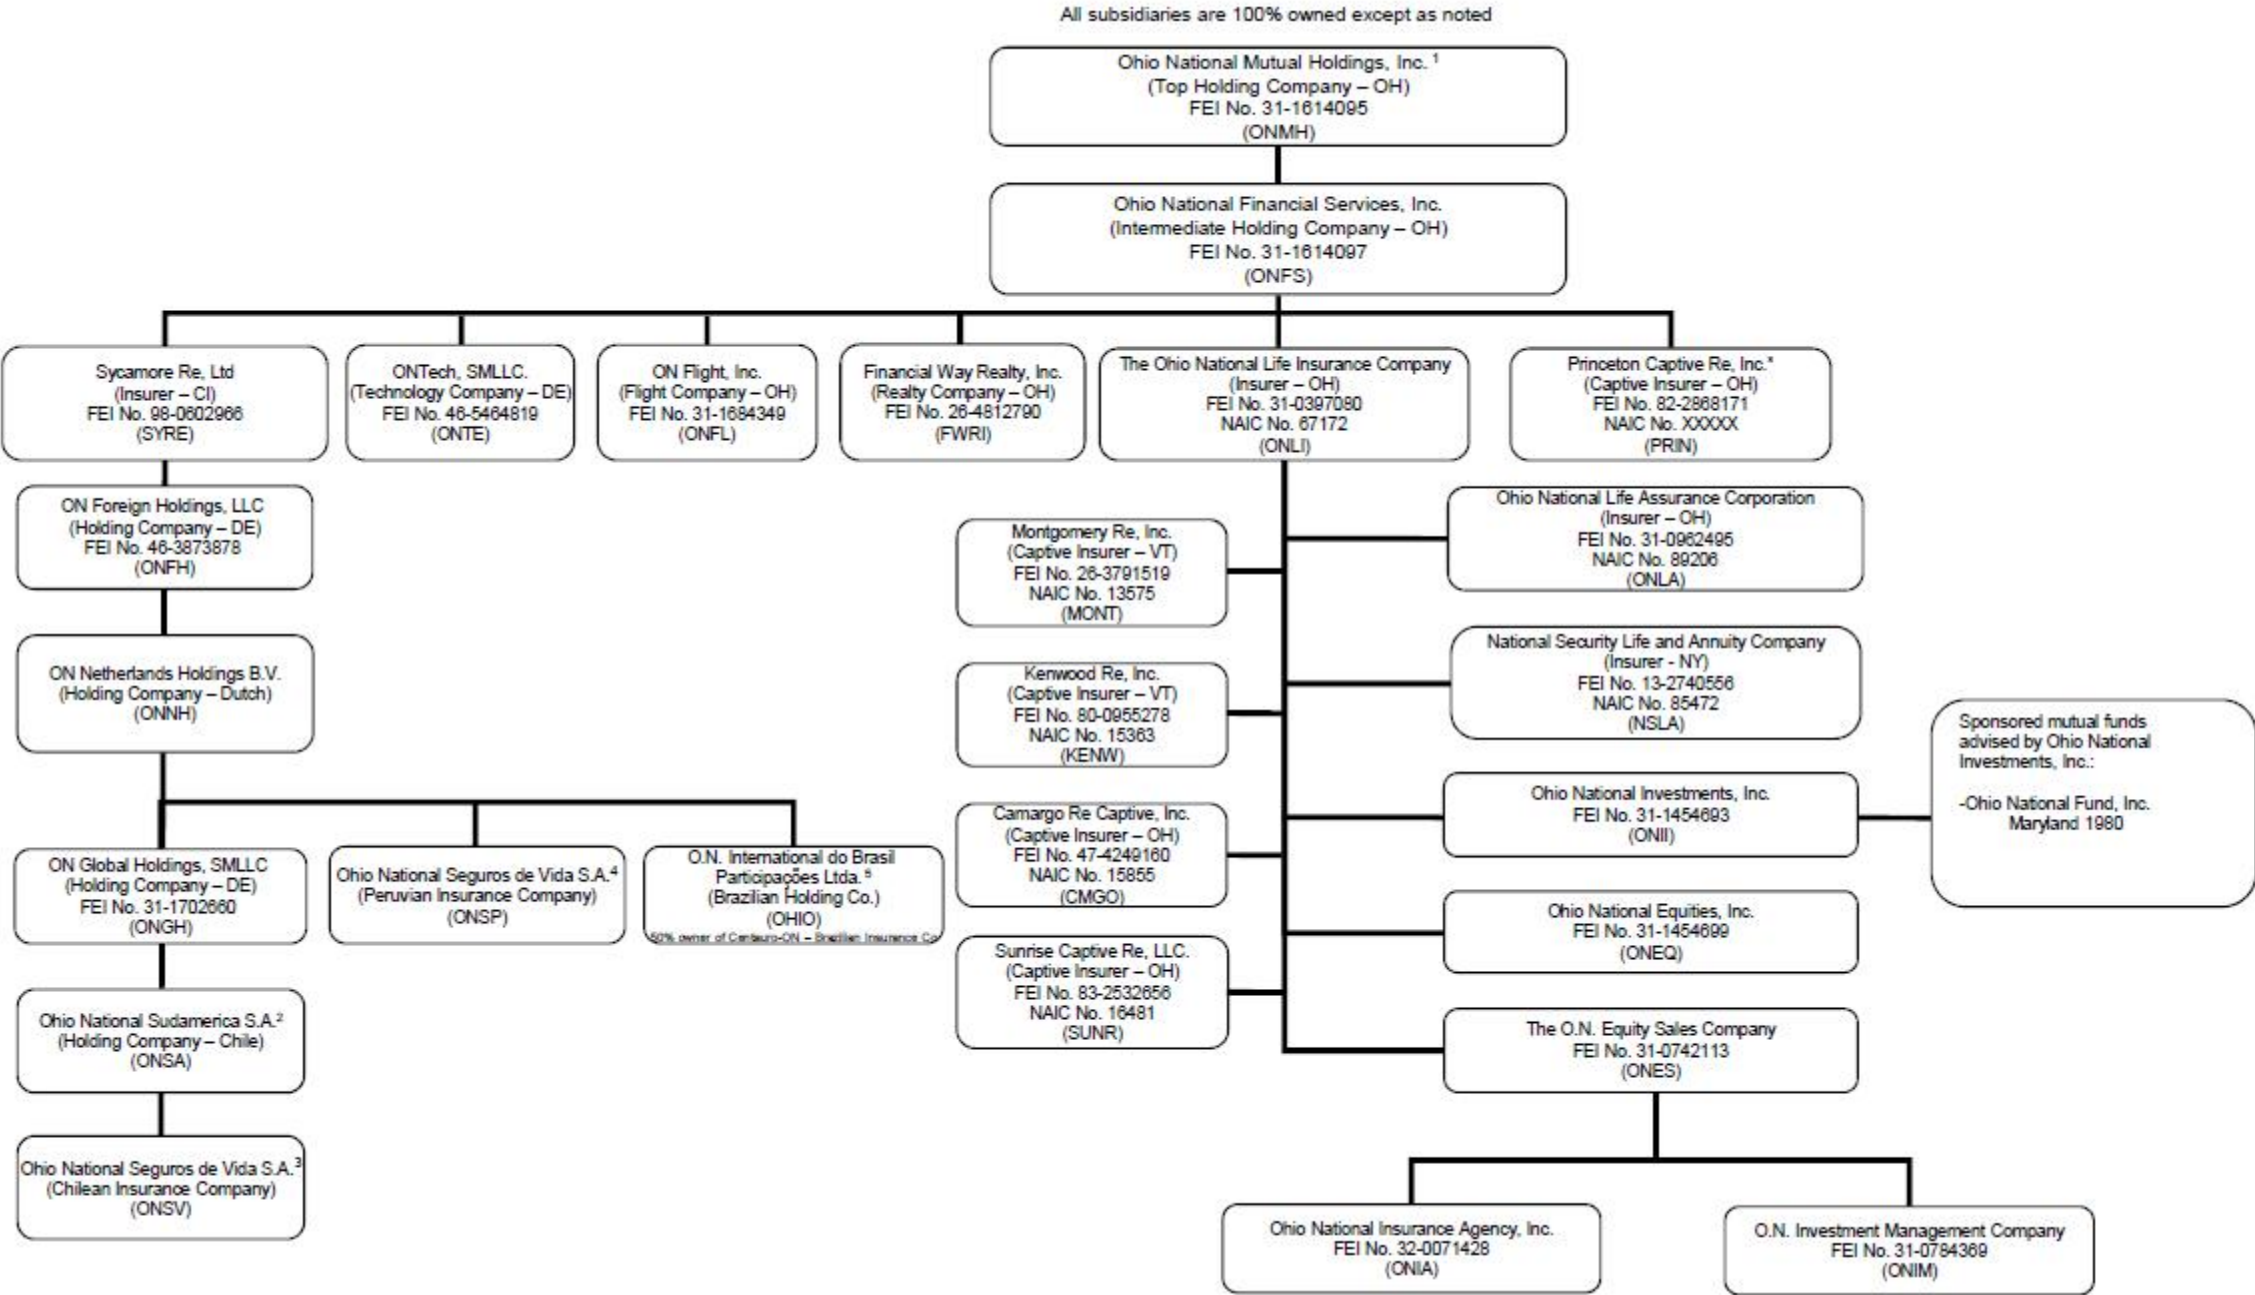 All subsidiaries are 100% owned except as noted
Ohio National Mutual Holdings, Inc. 1
(Top Holding Company – OH)
FEI No. 31-1614095
(ONMH)
Ohio National Financial Services, Inc.
(Intermediate Holding Company – OH)
FEI No. 31-1614097
(ONFS)
Sycamore Re, Ltd
(Insurer – CI)
FEI No. 98-0602966
(SYRE)
ONTech, SMLLC.
(Technology Company – DE)
FEI No. 46-5464819
(ONTE)
ON Flight, Inc.
(Flight Company – OH)
FEI No. 31-1684349
(ONFL)
Financial Way Realty, Inc.
(Realty Company – OH)
FEI No. 26-4812790
(FWRI)
The Ohio National Life Insurance Company
(Insurer – OH)
FEI No. 31-0397080
NAIC No. 67172
(ONLI)
Princeton Captive Re, Inc.*
(Captive Insurer – OH)
FEI No. 82-2868171
NAIC No. XXXXX
(PRIN)
ON Foreign Holdings, LLC
(Holding Company – DE)
FEI No. 46-3873878
(ONFH)
ON Netherlands Holdings B.V.
(Holding Company – Dutch)
(ONNH)
ON Global Holdings, SMLLC
(Holding Company – DE)
FEI No. 31-1702660
(ONGH)
Ohio National Seguros de Vida S.A.4
(Peruvian Insurance Company)
(ONSP)
O.N. International do Brasil
Participações Ltda.
(Brazilian Holding Co.)
(OHIO)
50% owner of Centauro-ON – Brazilian Insurance Co
Ohio National Sudamerica S.A.2
(Holding Company – Chile)
(ONSA)
Ohio National Seguros de Vida S.A.3
(Chilean Insurance Company)
(ONSV)
Montgomery Re, Inc.
(Captive Insurer – VT)
FEI No. 26-3791519
NAIC No. 13575
(MONT)
Kenwood Re, Inc.
(Captive Insurer – VT)
FEI No. 80-0955278
NAIC No. 15363
(KENW)
Camargo Re Captive, Inc.
(Captive Insurer – OH)
FEI No. 47-4249160
NAIC No. 15855
(CMGO)
Sunrise Captive Re, LLC.
(Captive Insurer – OH)
FEI No. 83-2532656
NAIC No. 16481
(SUNR)
Ohio National Life Assurance Corporation
(Insurer – OH)
FEI No. 31-0962495
NAIC No. 89206
(ONLA)
National Security Life and Annuity Company
(Insurer - NY)
FEI No. 13-2740556
NAIC No. 85472
(NSLA)
Ohio National Investments, Inc.
FEI No. 31-1454693
(ONII)
Sponsored mutual funds
advised by Ohio National
Investments, Inc.:
-Ohio National Fund, Inc.
Maryland 1980
Ohio National Equities, Inc.
FEI No. 31-1454699
(ONEQ)
The O.N. Equity Sales Company
FEI No. 31-0742113
(ONES)
Ohio National Insurance Agency, Inc.
FEI No. 32-0071428
(ONIA)
O.N. Investment Management Company
FEI No. 31-0784369
(ONIM)